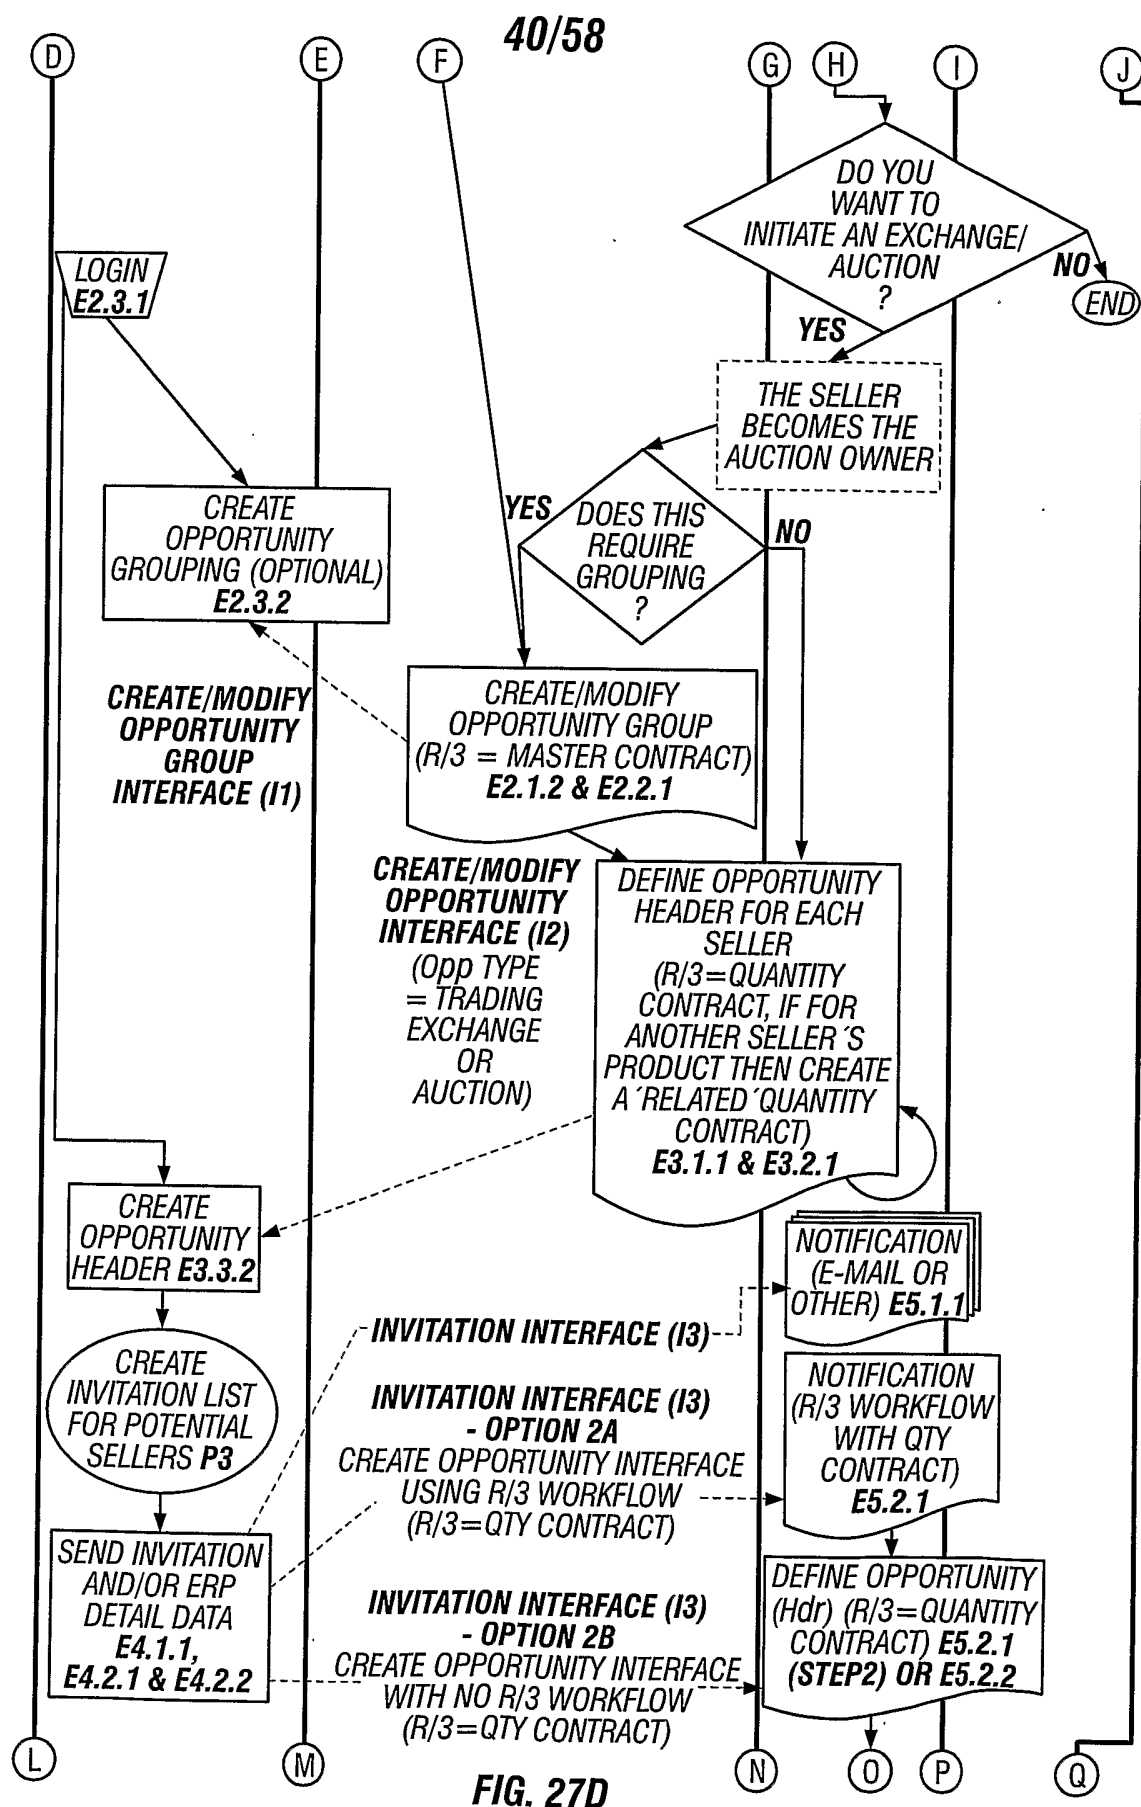 40/58
D
E
F
G
H
I
J
DO YOU
WANT TO
INITIATE AN EXCHANGE/
AUCTION
?
NO
END
YES
LOGIN
E2.3.1
THE SELLER
BECOMES THE
AUCTION OWNER
CREATE
OPPORTUNITY
GROUPING (OPTIONAL)
E2.3.2
YES
DOES THIS
REQUIRE
GROUPING
?
NO
CREATE/MODIFY
OPPORTUNITY
GROUP
INTERFACE (I1)
CREATE/MODIFY
OPPORTUNITY GROUP
(R/3 = MASTER CONTRACT)
E2.1.2 & E2.2.1
CREATE/MODIFY
OPPORTUNITY
INTERFACE (I2)
(Opp TYPE
= TRADING
EXCHANGE
OR
AUCTION)
DEFINE OPPORTUNITY
HEADER FOR EACH
SELLER
(R/3=QUANTITY
CONTRACT, IF FOR
ANOTHER SELLER´S
PRODUCT THEN CREATE
A ´RELATED´QUANTITY
CONTRACT)
E3.1.1 & E3.2.1
CREATE
OPPORTUNITY
HEADER E3.3.2
NOTIFICATION
(E-MAIL OR
OTHER) E5.1.1
INVITATION INTERFACE (I3)
CREATE
INVITATION LIST
FOR POTENTIAL
SELLERS P3
INVITATION INTERFACE (I3)
- OPTION 2A
CREATE OPPORTUNITY INTERFACE
USING R/3 WORKFLOW
(R/3=QTY CONTRACT)
NOTIFICATION
(R/3 WORKFLOW
WITH QTY
CONTRACT)
E5.2.1
SEND INVITATION
AND/OR ERP
DETAIL DATA
E4.1.1,
E4.2.1 & E4.2.2
INVITATION INTERFACE (I3)
- OPTION 2B
CREATE OPPORTUNITY INTERFACE
WITH NO R/3 WORKFLOW
(R/3=QTY CONTRACT)
DEFINE OPPORTUNITY
(Hdr) (R/3=QUANTITY
CONTRACT) E5.2.1
(STEP2) OR E5.2.2
L
M
N
O
P
Q
FIG. 27D